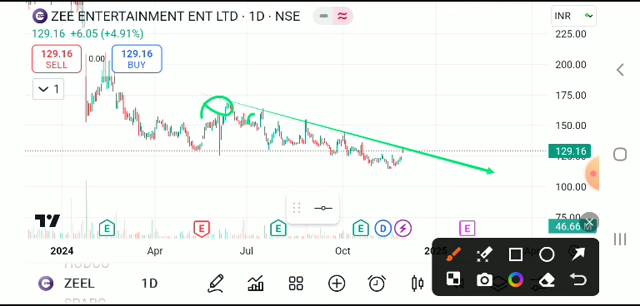 ZEE ENTERTAINMENT ENT LTD · 1D · NSE
INR
129.16 +6.05 (+4.91%)
225.00
129.16
SELL
0.00
129.16
BUY
200.00
1
175.00
150.00
129.16
100.00
46.66
E
E
E
E
D
E
2024
Apr
Jul
Oct
2025
ZEEL
1D